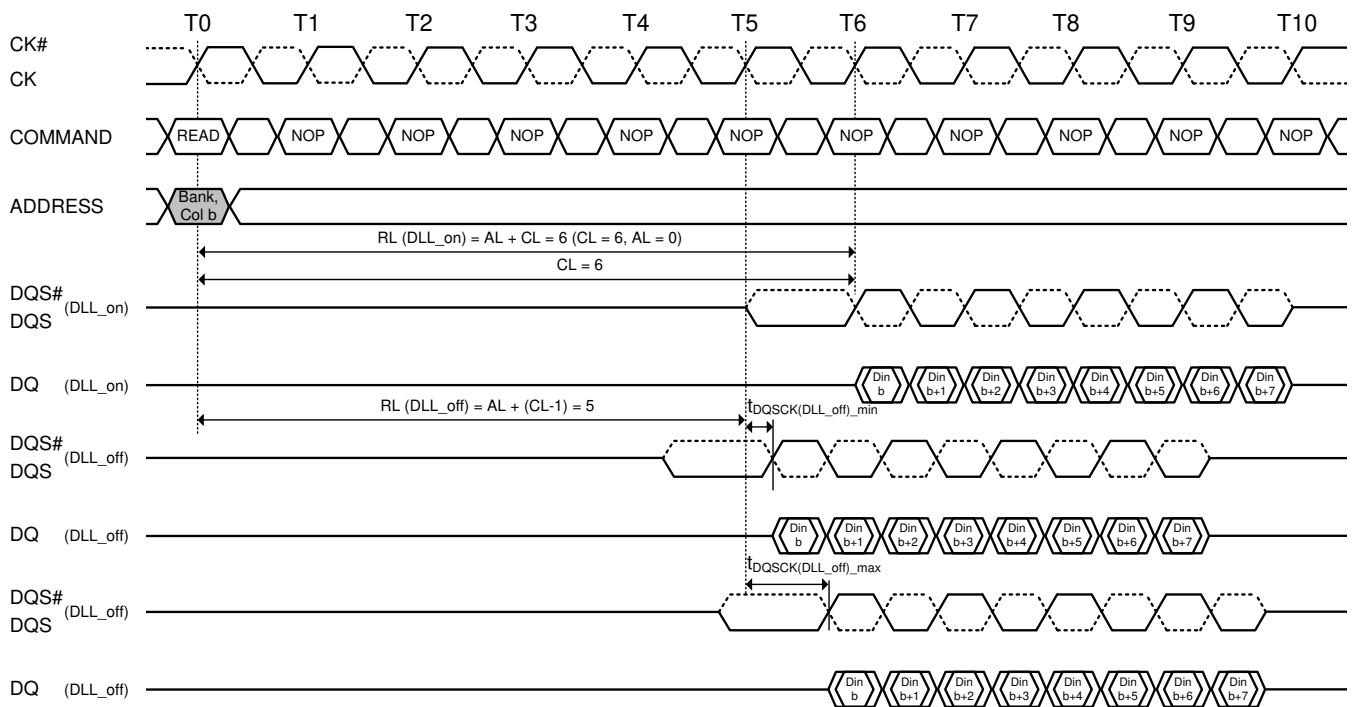 T0 T1 T2 T3 T4 T5 T6 T7 T8 T9 T10
CK#
CK
COMMAND READ NOP NOP NOP NOP NOP NOP NOP NOP NOP NOP
ADDRESS
Bank,
Col b
RL (DLL_on) = AL + CL = 6 (CL = 6, AL = 0)
CL = 6
DQS#
(DLL_on)
DQS
DQ (DLL_on)
Din Din Din Din Din Din Din Din
b b+1 b+2 b+3 b+4 b+5 b+6 b+7
RL (DLL_off) = AL + (CL-1) = 5
tDQSCK(DLL_off)_min
DQS#
(DLL_off)
DQS
DQ (DLL_off)
Din Din Din Din Din Din Din Din
b b+1 b+2 b+3 b+4 b+5 b+6 b+7
tDQSCK(DLL_off)_max
DQS#
(DLL_off)
DQS
DQ (DLL_off)
Din Din Din Din Din Din Din Din
b b+1 b+2 b+3 b+4 b+5 b+6 b+7